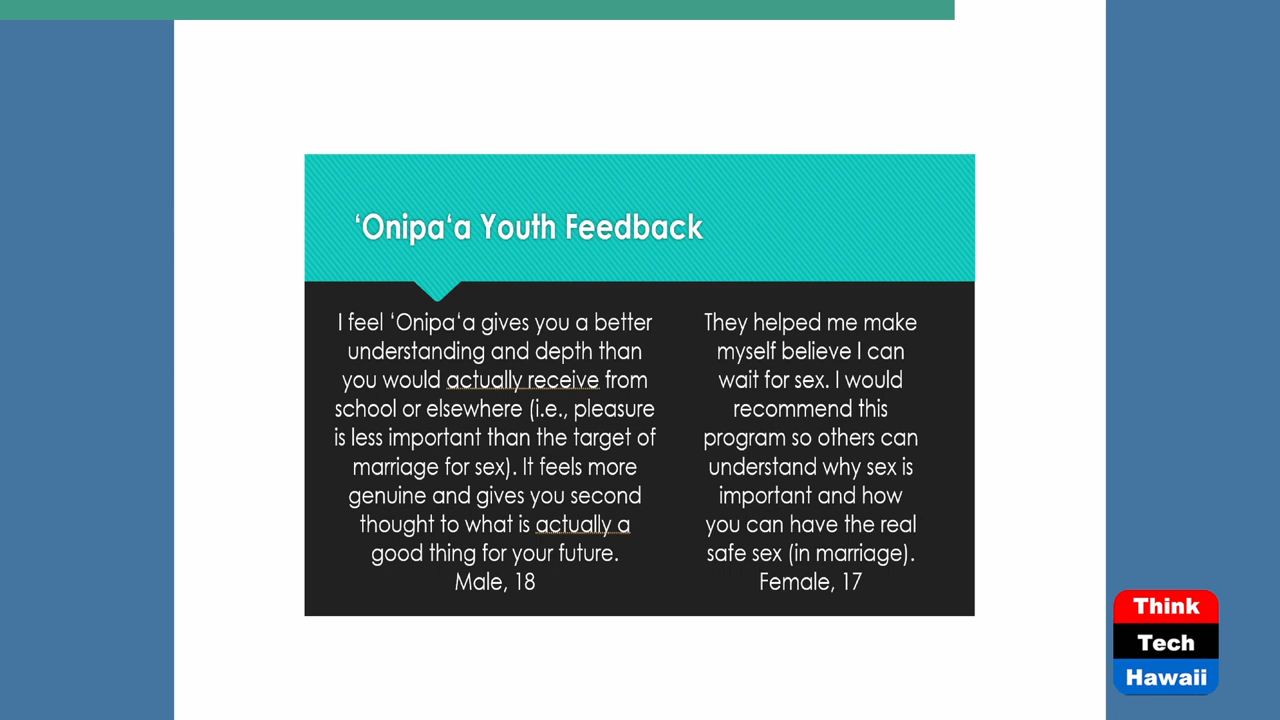 ‘Onipa‘a Youth Feedback
I feel ‘Onipa‘a gives you a better
understanding and depth than
you would actually receive from
school or elsewhere (i.e., pleasure
is less important than the target of
marriage for sex). It feels more
genuine and gives you second
thought to what is actually a
good thing for your future.
Male, 18
They helped me make
myself believe I can
wait for sex. I would
recommend this
program so others can
understand why sex is
important and how
you can have the real
safe sex (in marriage).
Female, 17
Think
Tech
Hawaii